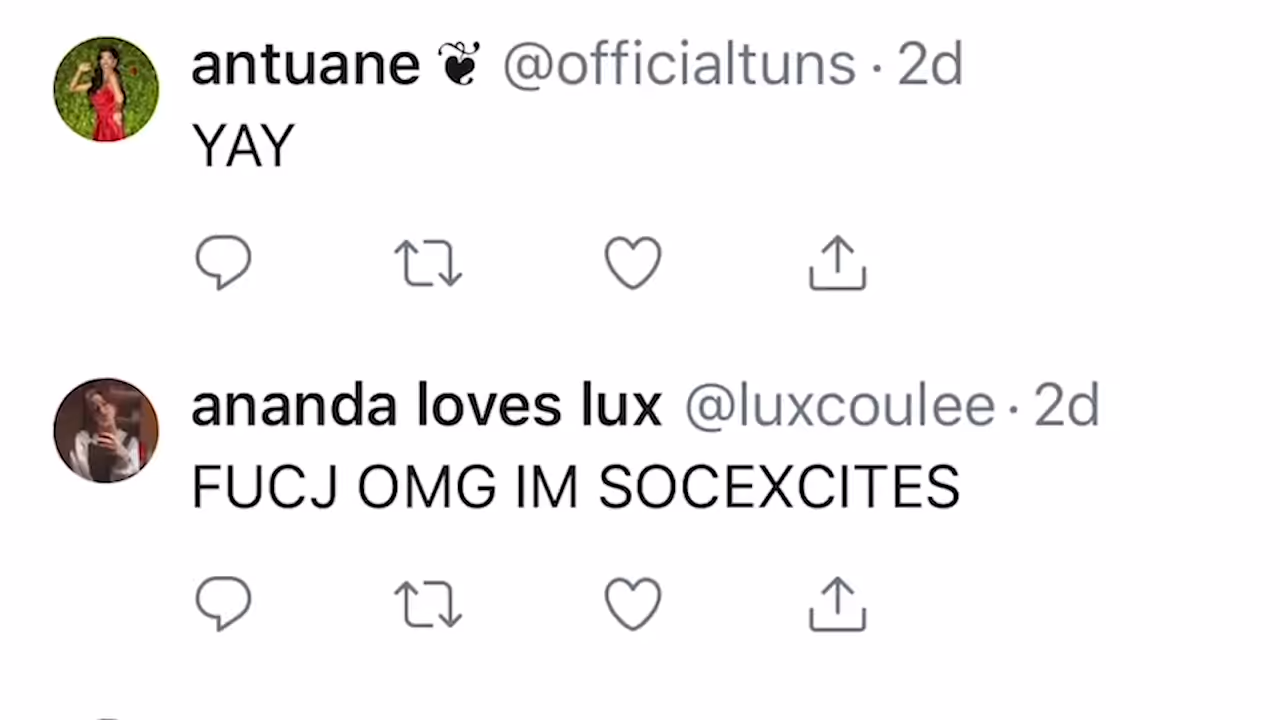 antuane ❦ @officialtuns · 2d
YAY
ananda loves lux @luxcoulee · 2d
FUCJ OMG IM SOCEXCITES